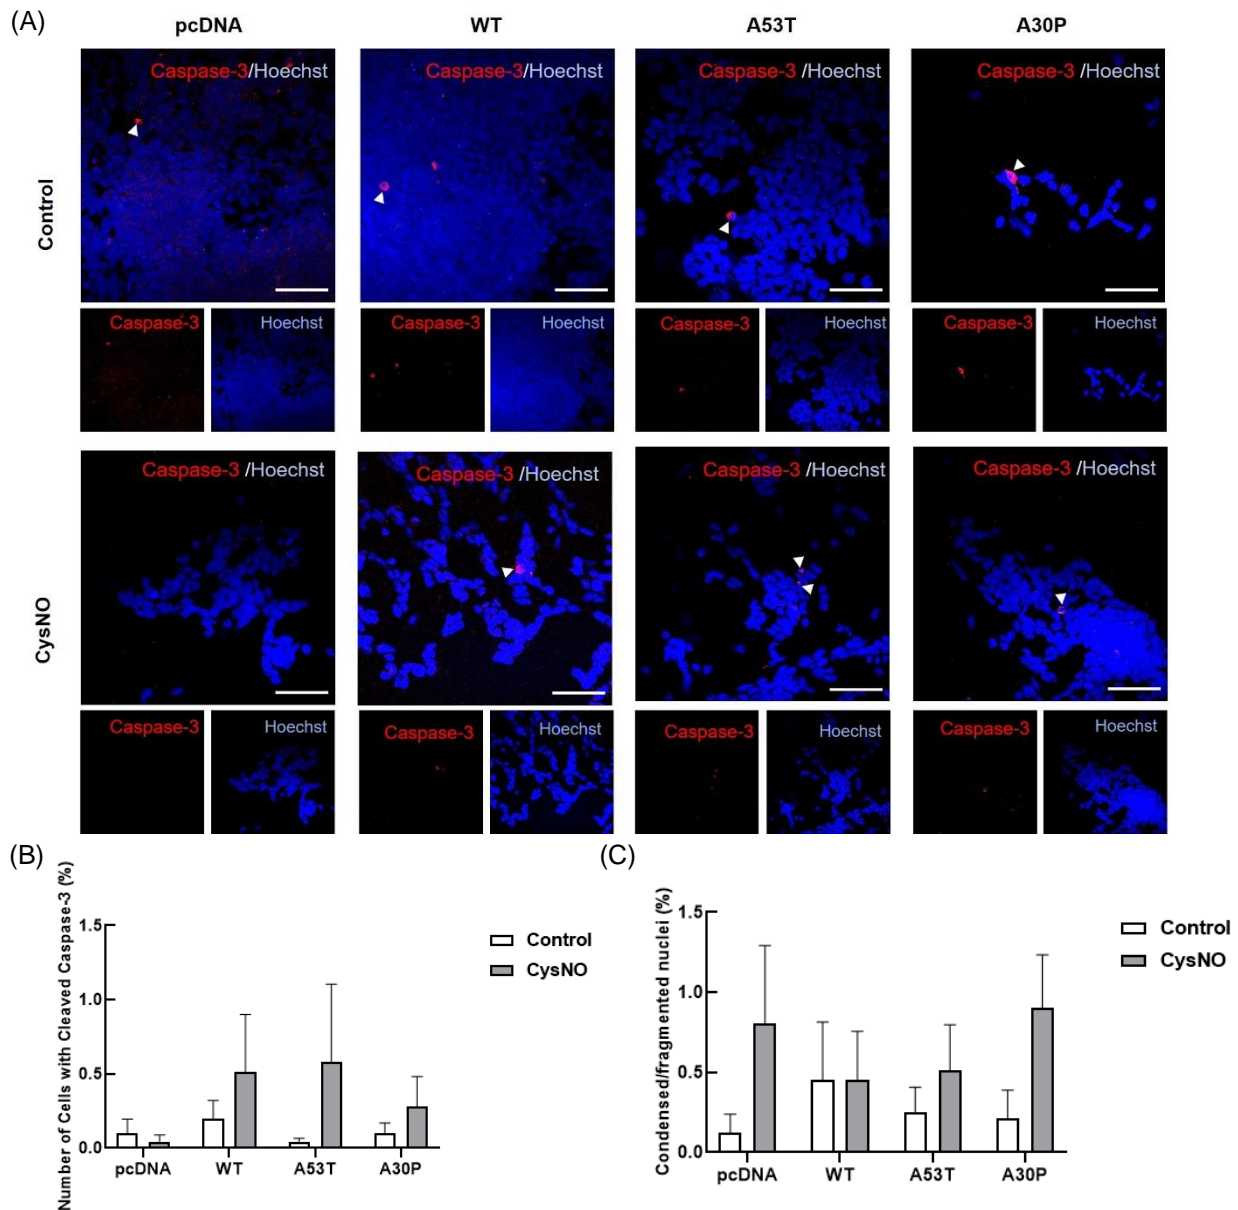 (A)
pcDNA WT A53T A30P
Control
Caspase-3/Hoechst Caspase-3/Hoechst Caspase-3/Hoechst Caspase-3 /Hoechst
Caspase-3 Hoechst Caspase-3 Hoechst Caspase-3 Hoechst Caspase-3 Hoechst
CysNO
Caspase-3 /Hoechst Caspase-3 /Hoechst Caspase-3 /Hoechst Caspase-3 /Hoechst
Caspase-3 Hoechst Caspase-3 Hoechst Caspase-3 Hoechst Caspase-3 Hoechst
(B)
Number of Cells with Cleaved Caspase-3 (%)
1.5
1.0
0.5
0.0
pcDNA WT A53T A30P
Control
CysNO
(C)
Condensed/fragmented nuclei (%)
1.5
1.0
0.5
0.0
pcDNA WT A53T A30P
Control
CysNO